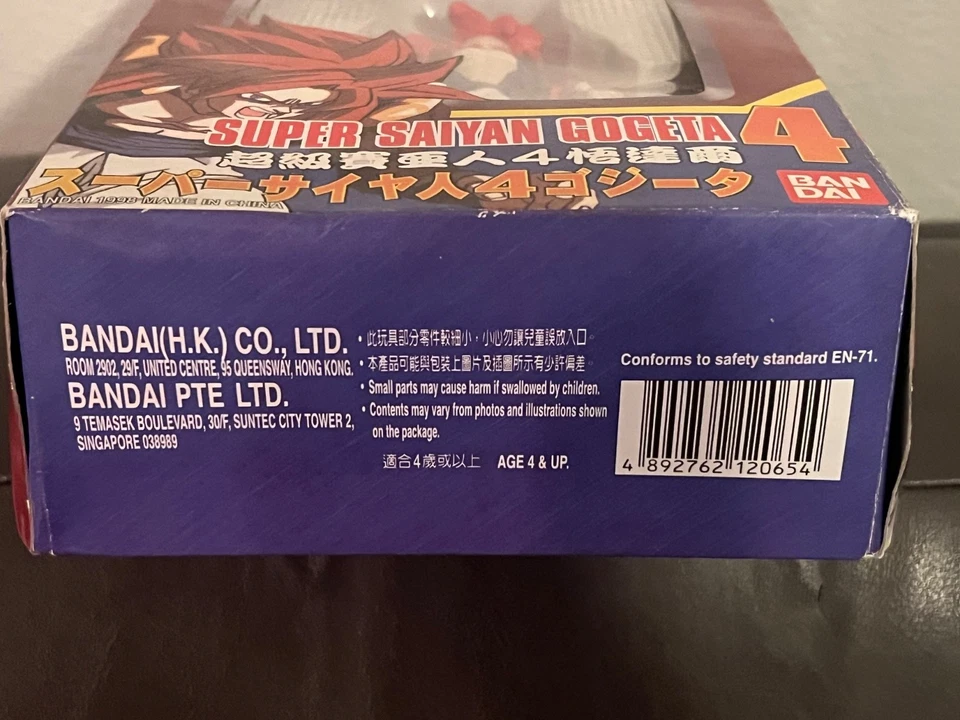 SUPER SAIYAN GOGETA 4
超級賽亜人4悟達爾
スーパーサイヤ人4ゴジータ
BANDAI 1998 MADE IN CHINA
BAN
DAI
BANDAI(H.K.) CO., LTD.
ROOM 2902, 29/F, UNITED CENTRE, 95 QUEENSWAY, HONG KONG.
BANDAI PTE LTD.
9 TEMASEK BOULEVARD, 30/F, SUNTEC CITY TOWER 2,
SINGAPORE 038989
• 此玩具部分零件較細小，小心勿讓兒童誤放入口。
• 本產品可能與包裝上圖片及插圖所示有少許偏差。
• Small parts may cause harm if swallowed by children.
• Contents may vary from photos and illustrations shown
on the package.
適合4歲或以上 AGE 4 & UP.
Conforms to safety standard EN-71.
4 892762 120654